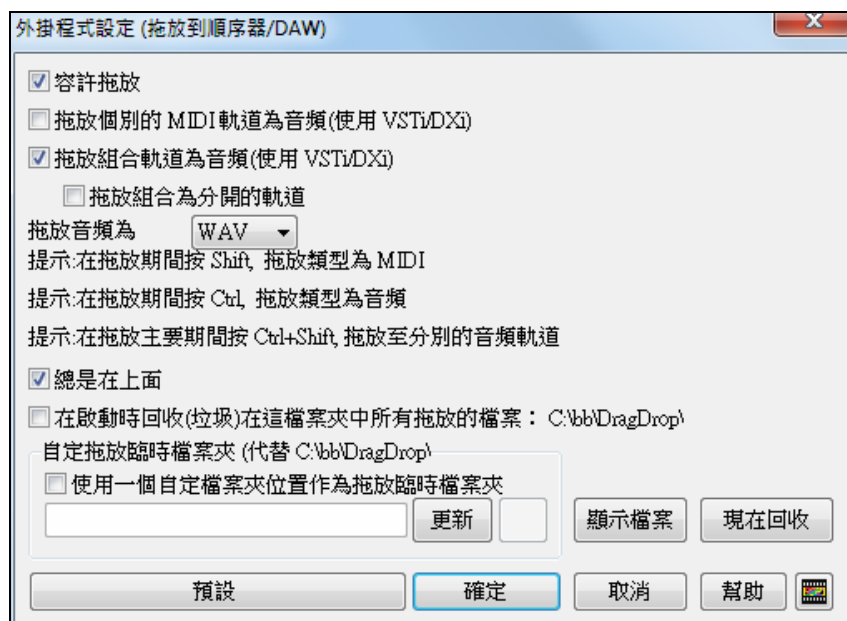 外掛程式設定 (拖放到順序器/DAW)
容許拖放
拖放個別的 MIDI 軌道為音頻(使用 VSTi/DXi)
拖放組合軌道為音頻(使用 VSTi/DXi)
拖放組合為分開的軌道
拖放音頻為 WAV
提示:在拖放期間按 Shift, 拖放類型為 MIDI
提示:在拖放期間按 Ctrl, 拖放類型為音頻
提示:在拖放主要期間按 Ctrl+Shift, 拖放至分別的音頻軌道
總是在上面
在啟動時回收(垃圾)在這檔案夾中所有拖放的檔案： C:\bb\DragDrop\
自定拖放臨時檔案夾 (代替 C:\bb\DragDrop\
使用一個自定檔案夾位置作為拖放臨時檔案夾
更新 顯示檔案 現在回收
預設 確定 取消 幫助